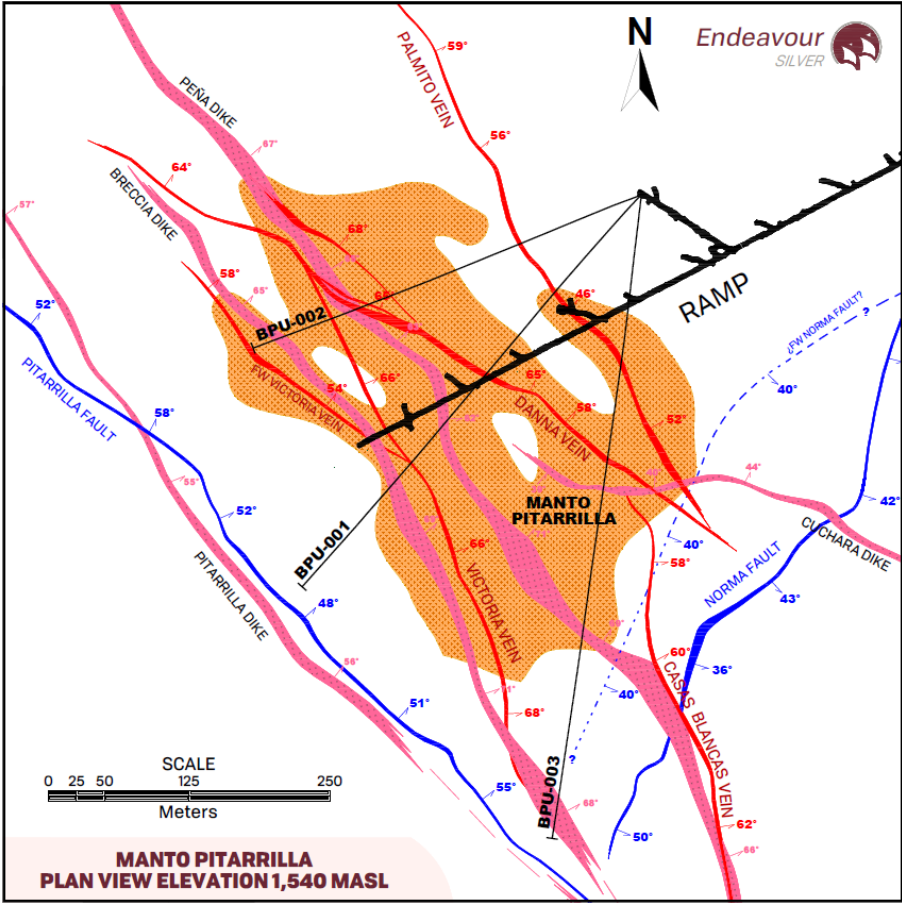 N
Endeavour
SILVER
59°
PALMITO VEIN
PEÑA DIKE
56°
67°
64°
BRECCIA DIKE
57°
68°
58°
65°
46°
52°
BPU-002
RAMP
¿FW NORMA FAULT?
?
PITARRILLA FAULT
65°
FW VICTORIA VEIN
54°
66°
40°
58°
DANNA VEIN
58°
52°
44°
55°
MANTO
PITARRILLA
42°
52°
CUCHARA DIKE
BPU-001
66°
40°
58°
NORMA FAULT
43°
PITARRILLA DIKE
48°
VICTORIA VEIN
56°
60°
36°
CASAS BLANCAS VEIN
51°
68°
40°
?
BPU-003
SCALE
0 25 50 125 250
Meters
55°
68°
50°
62°
66°
MANTO PITARRILLA
PLAN VIEW ELEVATION 1,540 MASL